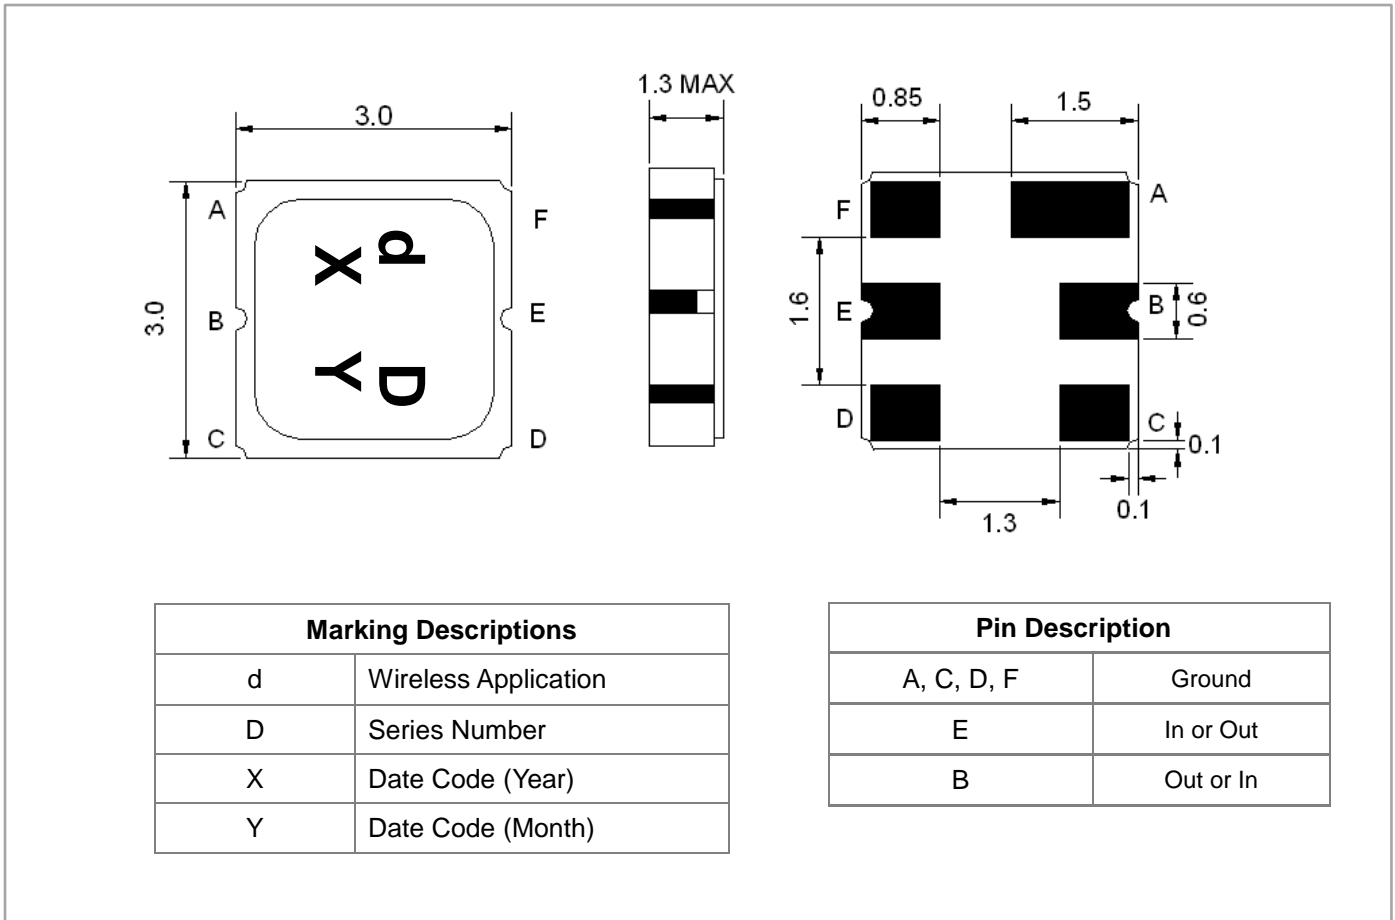 3.0
3.0
A
B
C
F
E
D
d
X
D
Y
1.3 MAX
0.85
1.5
F
E
D
A
B
C
1.6
0.6
0.1
0.1
1.3
Marking Descriptions
d Wireless Application
D Series Number
X Date Code (Year)
Y Date Code (Month)
Pin Description
A, C, D, F Ground
E In or Out
B Out or In